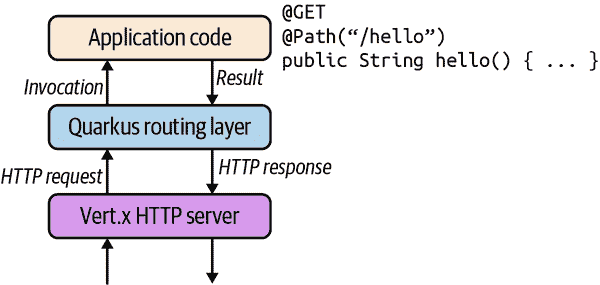 Application code
@GET
@Path(“/hello”)
public String hello() { ... }
Invocation
Result
Quarkus routing layer
HTTP request
HTTP response
Vert.x HTTP server